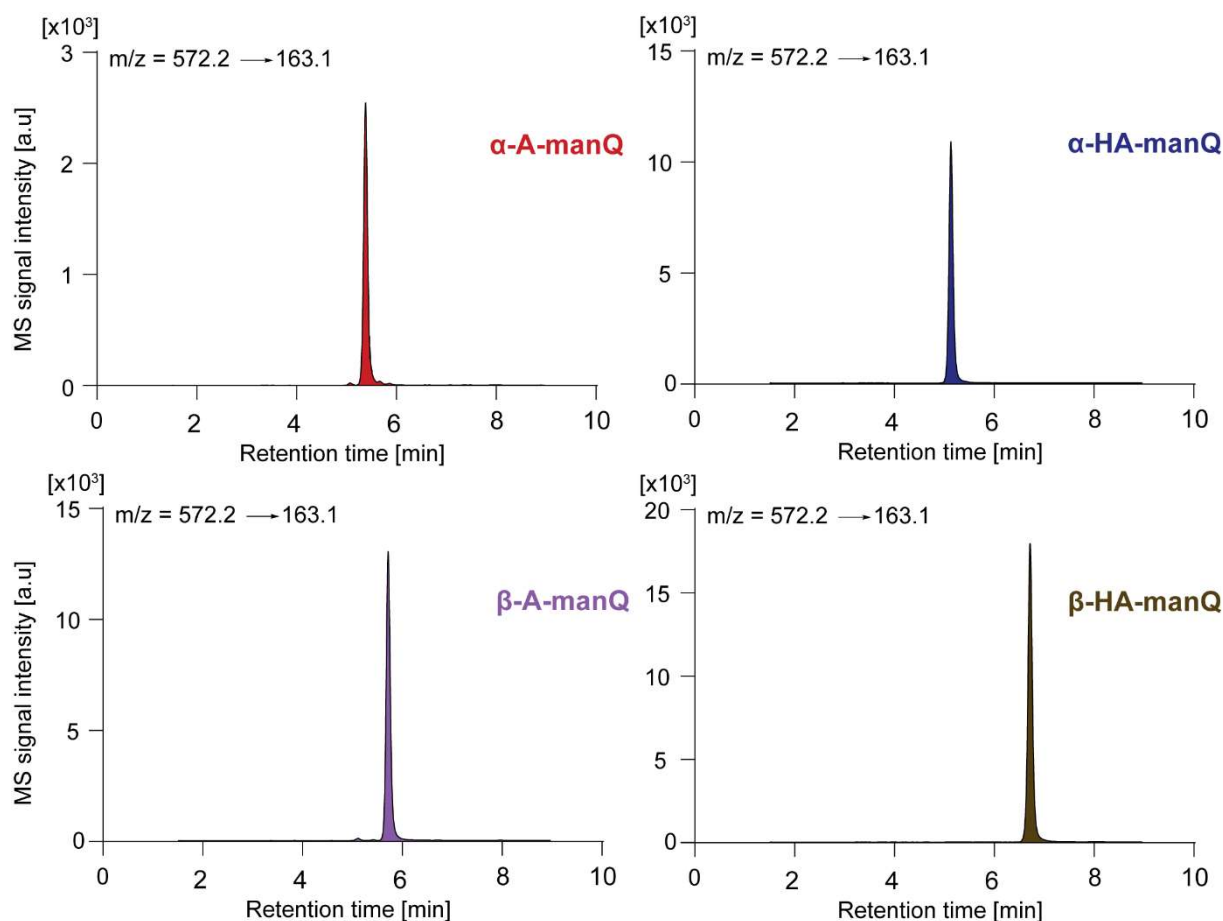 [x10³]
3
m/z = 572.2 → 163.1
α-A-manQ
2
1
0
MS signal intensity [a.u]
0 2 4 6 8 10
Retention time [min]
[x10³]
15
m/z = 572.2 → 163.1
α-HA-manQ
10
5
0
0 2 4 6 8 10
Retention time [min]
[x10³]
15
m/z = 572.2 → 163.1
β-A-manQ
10
5
0
MS signal intensity [a.u]
0 2 4 6 8 10
Retention time [min]
[x10³]
20
m/z = 572.2 → 163.1
β-HA-manQ
15
10
5
0
0 2 4 6 8 10
Retention time [min]